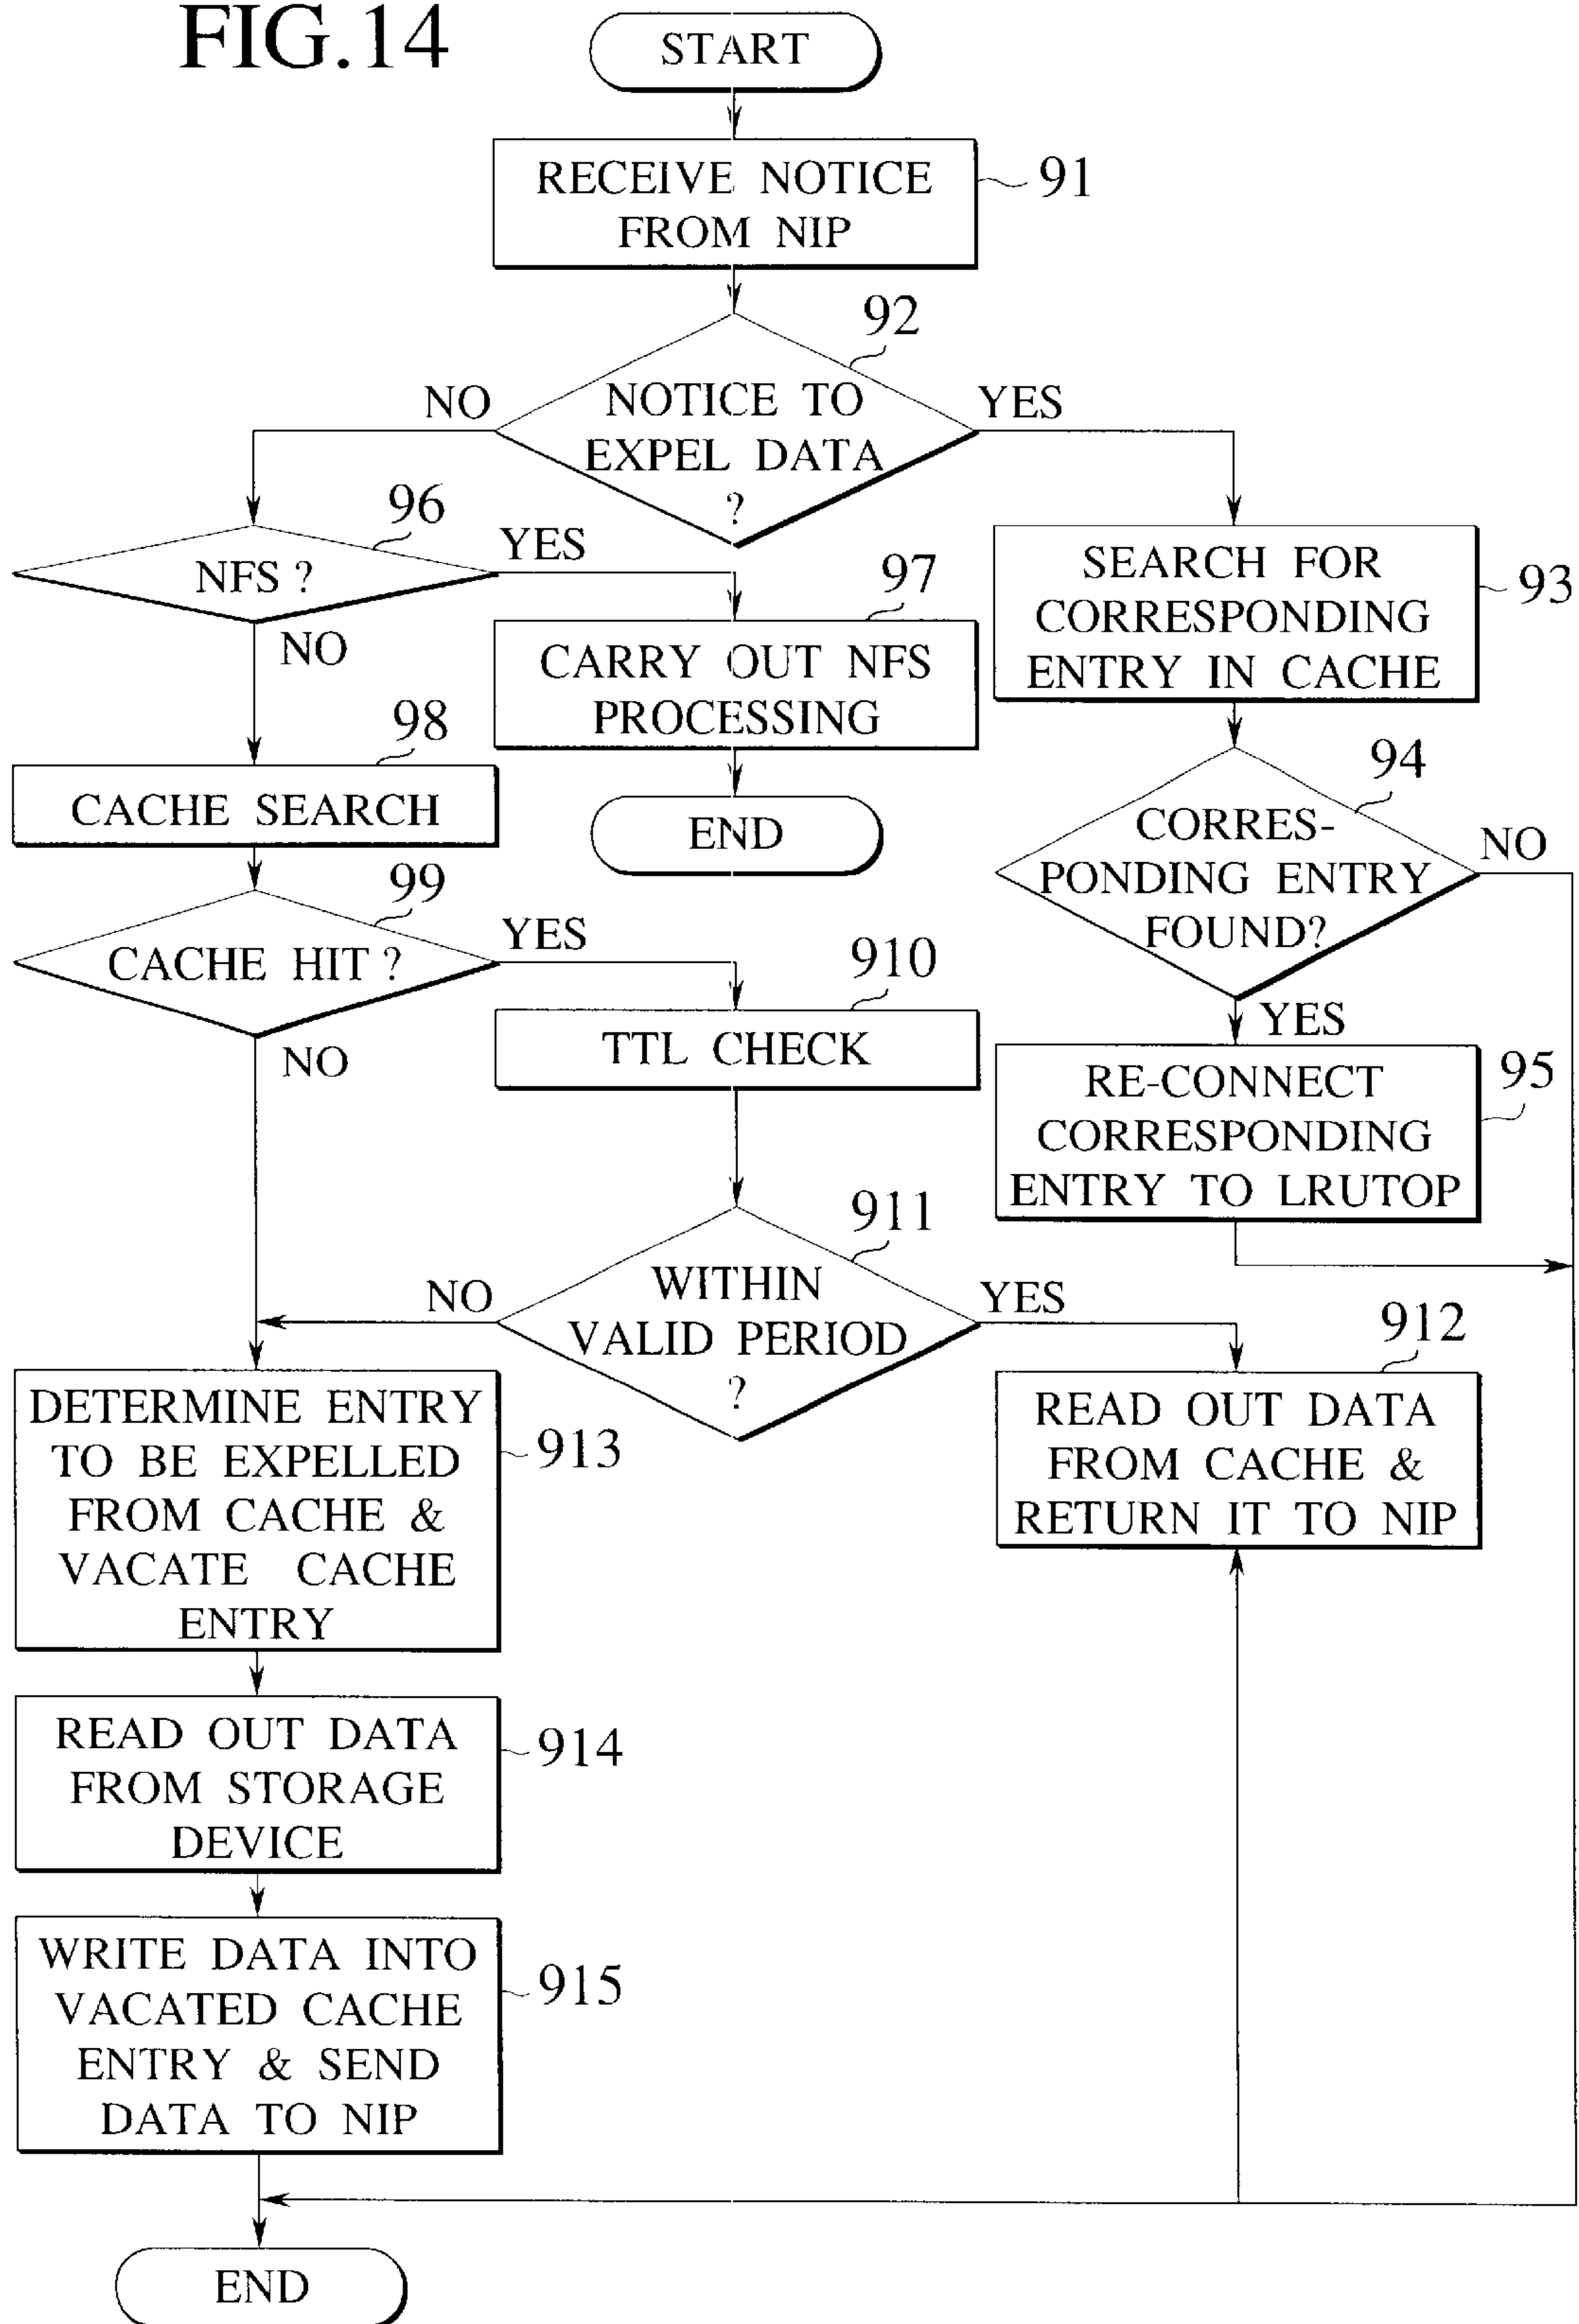 FIG.14
START
RECEIVE NOTICE
FROM NIP
91
92
NOTICE TO
EXPEL DATA
?
NO
YES
96
NFS ?
YES
NO
97
CARRY OUT NFS
PROCESSING
END
SEARCH FOR
CORRESPONDING
ENTRY IN CACHE
93
98
CACHE SEARCH
94
CORRES-
PONDING ENTRY
FOUND?
NO
YES
99
CACHE HIT ?
YES
NO
910
TTL CHECK
RE-CONNECT
CORRESPONDING
ENTRY TO LRUTOP
95
911
WITHIN
VALID PERIOD
?
NO
YES
912
READ OUT DATA
FROM CACHE &
RETURN IT TO NIP
DETERMINE ENTRY
TO BE EXPELLED
FROM CACHE &
VACATE CACHE
ENTRY
913
READ OUT DATA
FROM STORAGE
DEVICE
914
WRITE DATA INTO
VACATED CACHE
ENTRY & SEND
DATA TO NIP
915
END